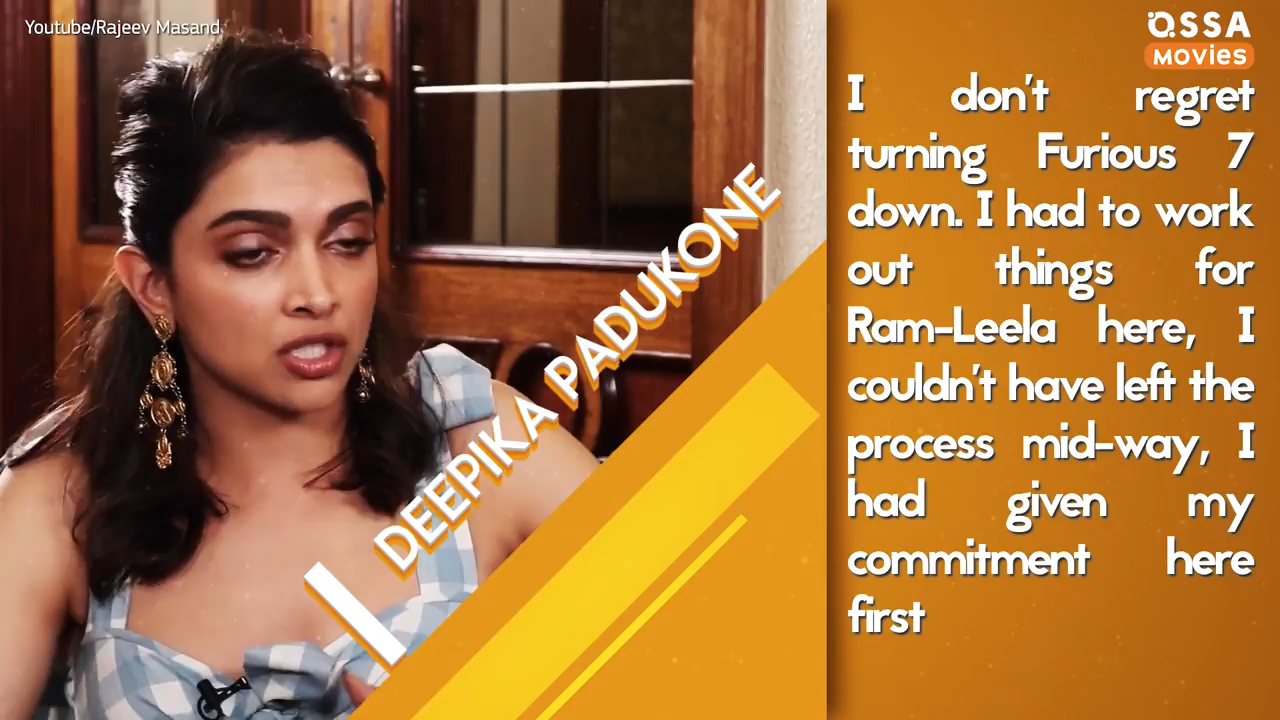 Youtube/Rajeev Masand
OSSA
MOVIES
DEEPIKA PADUKONE
I don't regret
turning Furious 7
down. I had to work
out things for
Ram-Leela here, I
couldn't have left the
process mid-way, I
had given my
commitment here
first